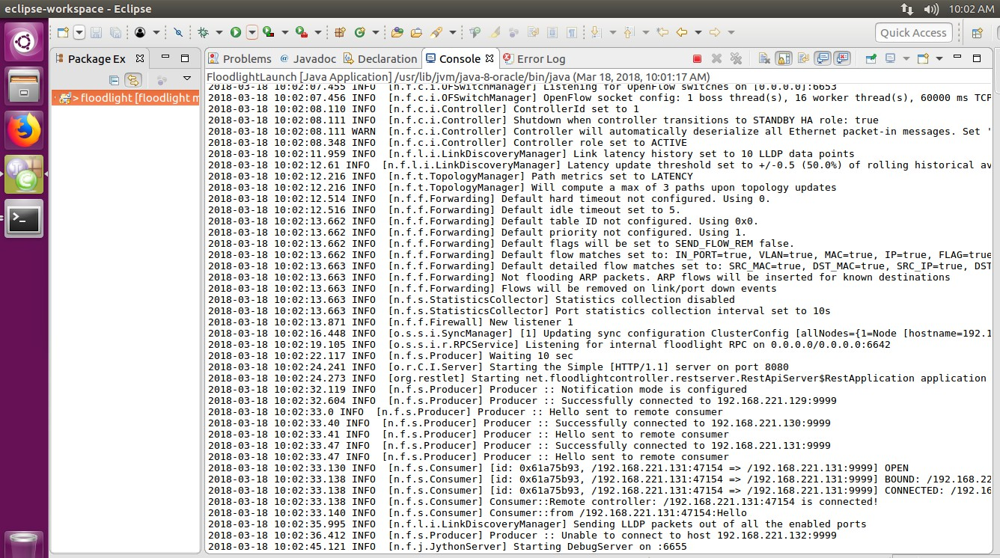 eclipse-workspace - Eclipse
10:02 AM
Quick Access
Package Ex
Problems
@ Javadoc
Declaration
Console
Error Log
> floodlight [floodlight m
FloodlightLaunch [Java Application] /usr/lib/jvm/java-8-oracle/bin/java (Mar 18, 2018, 10:01:17 AM)
2018-03-18 10:02:07.455 INFO [n.f.c.i.OFSwitchManager] Listening for OpenFlow switches on [0.0.0.0]:6653
2018-03-18 10:02:07.456 INFO [n.f.c.i.OFSwitchManager] OpenFlow socket config: 1 boss thread(s), 16 worker thread(s), 60000 ms TCP
2018-03-18 10:02:08.110 INFO [n.f.c.i.Controller] ControllerId set to 1
2018-03-18 10:02:08.111 INFO [n.f.c.i.Controller] Shutdown when controller transitions to STANDBY HA role: true
2018-03-18 10:02:08.111 WARN [n.f.c.i.Controller] Controller will automatically deserialize all Ethernet packet-in messages. Set '
2018-03-18 10:02:08.348 INFO [n.f.c.i.Controller] Controller role set to ACTIVE
2018-03-18 10:02:11.959 INFO [n.f.l.i.LinkDiscoveryManager] Link latency history set to 10 LLDP data points
2018-03-18 10:02:12.61 INFO [n.f.l.i.LinkDiscoveryManager] Latency update threshold set to +/-0.5 (50.0%) of rolling historical av
2018-03-18 10:02:12.216 INFO [n.f.t.TopologyManager] Path metrics set to LATENCY
2018-03-18 10:02:12.216 INFO [n.f.t.TopologyManager] Will compute a max of 3 paths upon topology updates
2018-03-18 10:02:12.514 INFO [n.f.f.Forwarding] Default hard timeout not configured. Using 0.
2018-03-18 10:02:12.516 INFO [n.f.f.Forwarding] Default idle timeout set to 5.
2018-03-18 10:02:13.662 INFO [n.f.f.Forwarding] Default table ID not configured. Using 0x0.
2018-03-18 10:02:13.662 INFO [n.f.f.Forwarding] Default priority not configured. Using 1.
2018-03-18 10:02:13.662 INFO [n.f.f.Forwarding] Default flags will be set to SEND_FLOW_REM false.
2018-03-18 10:02:13.662 INFO [n.f.f.Forwarding] Default flow matches set to: IN_PORT=true, VLAN=true, MAC=true, IP=true, FLAG=true
2018-03-18 10:02:13.663 INFO [n.f.f.Forwarding] Default detailed flow matches set to: SRC_MAC=true, DST_MAC=true, SRC_IP=true, DST
2018-03-18 10:02:13.663 INFO [n.f.f.Forwarding] Not flooding ARP packets. ARP flows will be inserted for known destinations
2018-03-18 10:02:13.663 INFO [n.f.f.Forwarding] Flows will be removed on link/port down events
2018-03-18 10:02:13.663 INFO [n.f.s.StatisticsCollector] Statistics collection disabled
2018-03-18 10:02:13.663 INFO [n.f.s.StatisticsCollector] Port statistics collection interval set to 10s
2018-03-18 10:02:13.871 INFO [n.f.f.Firewall] New listener 1
2018-03-18 10:02:16.448 INFO [o.s.s.i.SyncManager] [1] Updating sync configuration ClusterConfig [allNodes={1=Node [hostname=192.1
2018-03-18 10:02:19.105 INFO [o.s.s.i.r.RPCService] Listening for internal floodlight RPC on 0.0.0.0/0.0.0.0:6642
2018-03-18 10:02:22.117 INFO [n.f.s.Producer] Waiting 10 sec
2018-03-18 10:02:24.241 INFO [o.r.C.I.Server] Starting the Simple [HTTP/1.1] server on port 8080
2018-03-18 10:02:24.273 INFO [org.restlet] Starting net.floodlightcontroller.restserver.RestApiServer$RestApplication application
2018-03-18 10:02:32.119 INFO [n.f.s.Producer] Producer :: Notification mode is configured
2018-03-18 10:02:32.604 INFO [n.f.s.Producer] Producer :: Successfully connected to 192.168.221.129:9999
2018-03-18 10:02:33.0 INFO [n.f.s.Producer] Producer :: Hello sent to remote consumer
2018-03-18 10:02:33.40 INFO [n.f.s.Producer] Producer :: Successfully connected to 192.168.221.130:9999
2018-03-18 10:02:33.41 INFO [n.f.s.Producer] Producer :: Hello sent to remote consumer
2018-03-18 10:02:33.47 INFO [n.f.s.Producer] Producer :: Successfully connected to 192.168.221.131:9999
2018-03-18 10:02:33.47 INFO [n.f.s.Producer] Producer :: Hello sent to remote consumer
2018-03-18 10:02:33.130 INFO [n.f.s.Consumer] [id: 0x61a75b93, /192.168.221.131:47154 => /192.168.221.131:9999] OPEN
2018-03-18 10:02:33.138 INFO [n.f.s.Consumer] [id: 0x61a75b93, /192.168.221.131:47154 => /192.168.221.131:9999] BOUND: /192.168.22
2018-03-18 10:02:33.138 INFO [n.f.s.Consumer] [id: 0x61a75b93, /192.168.221.131:47154 => /192.168.221.131:9999] CONNECTED: /192.16
2018-03-18 10:02:33.138 INFO [n.f.s.Consumer] Consumer::Remote controller: /192.168.221.131:47154 is connected!
2018-03-18 10:02:33.140 INFO [n.f.s.Consumer] Consumer::from /192.168.221.131:47154:Hello
2018-03-18 10:02:35.995 INFO [n.f.l.i.LinkDiscoveryManager] Sending LLDP packets out of all the enabled ports
2018-03-18 10:02:36.412 INFO [n.f.s.Producer] Producer :: Unable to connect to host 192.168.221.132:9999
2018-03-18 10:02:45.121 INFO [n.f.j.JythonServer] Starting DebugServer on :6655